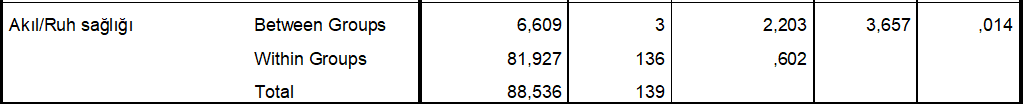 Akıl/Ruh sağlığı Between Groups 6,609 3 2,203 3,657 ,014
Within Groups 81,927 136 ,602
Total 88,536 139